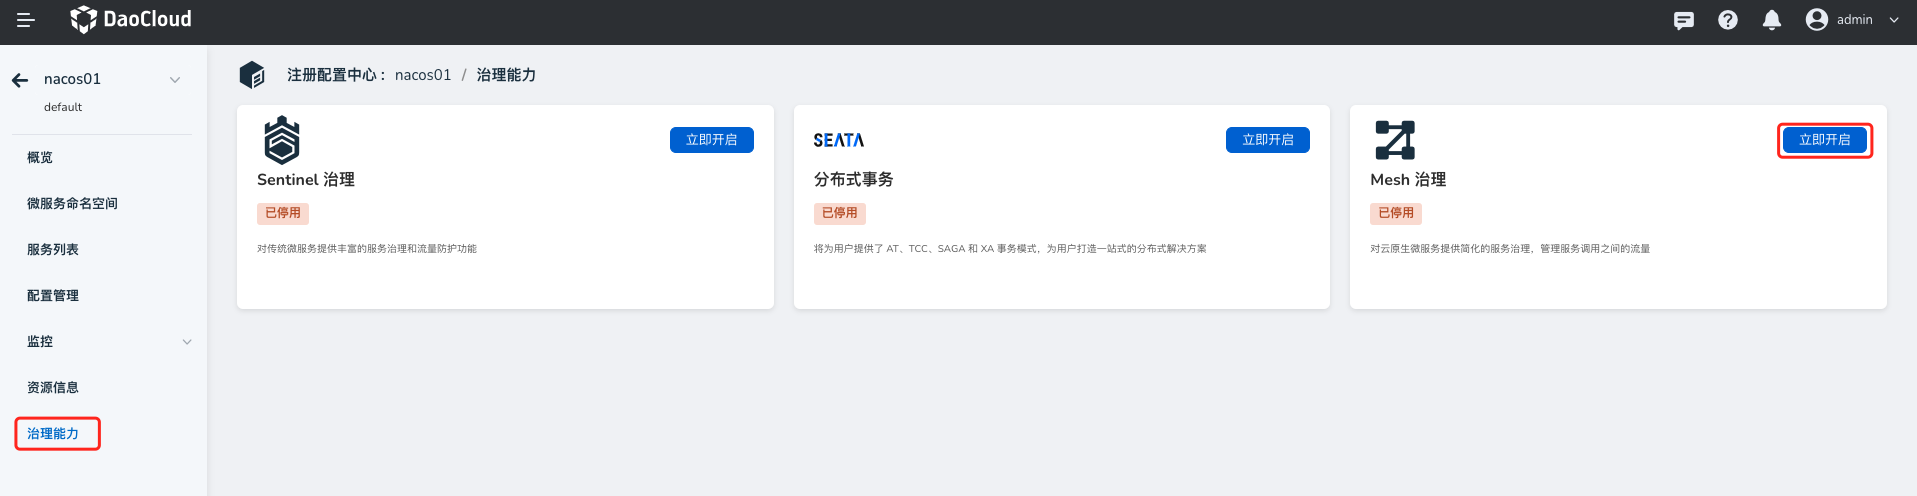 DaoCloud
admin
nacos01
default
概览
微服务命名空间
服务列表
配置管理
监控
资源信息
治理能力
注册配置中心： nacos01 / 治理能力
立即开启
Sentinel 治理
已停用
对传统微服务提供丰富的服务治理和流量防护功能
SEATA
立即开启
分布式事务
已停用
将为用户提供了 AT、TCC、SAGA 和 XA 事务模式，为用户打造一站式的分布式解决方案
立即开启
Mesh 治理
已停用
对云原生微服务提供简化的服务治理，管理服务调用之间的流量